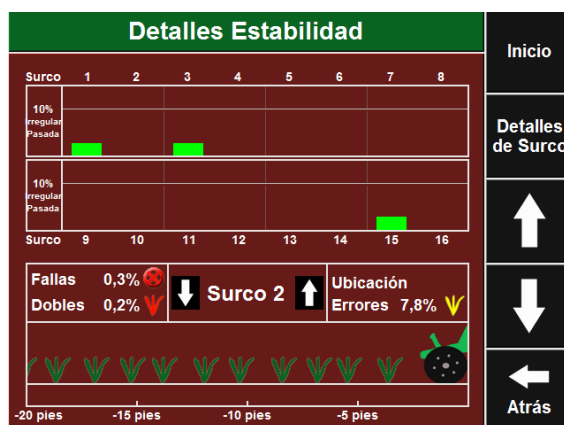 Detalles Estabilidad
Inicio
Surco 1 2 3 4 5 6 7 8
10%
Irregular
Pasada
Detalles
de Surco
10%
Irregular
Pasada
Surco 9 10 11 12 13 14 15 16
Fallas 0,3%
Dobles 0,2%
Surco 2
Ubicación
Errores 7,8%
-20 pies -15 pies -10 pies -5 pies
Atrás